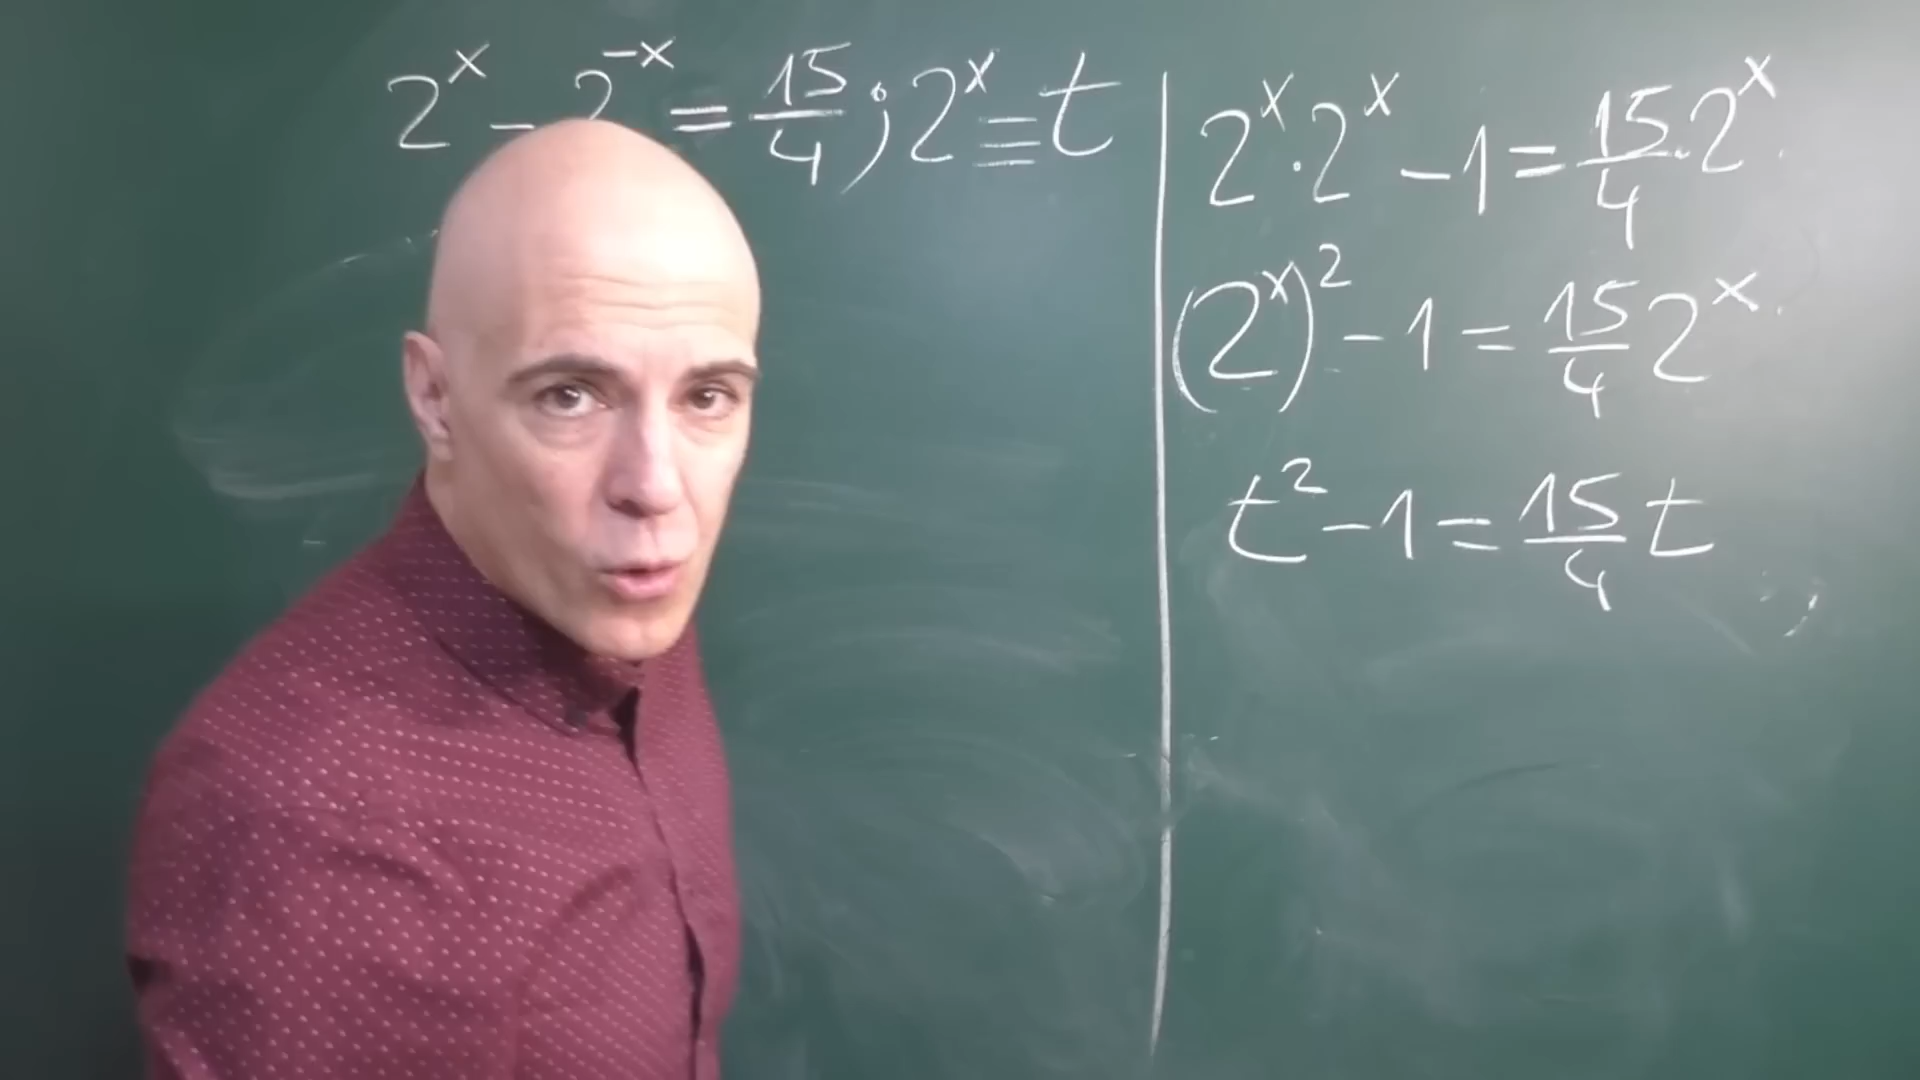 2^x - 2^-x = 15/4 ; 2^x ≡ t
2^x · 2^x - 1 = 15/4 · 2^x
(2^x)^2 - 1 = 15/4 2^x
t^2 - 1 = 15/4 t